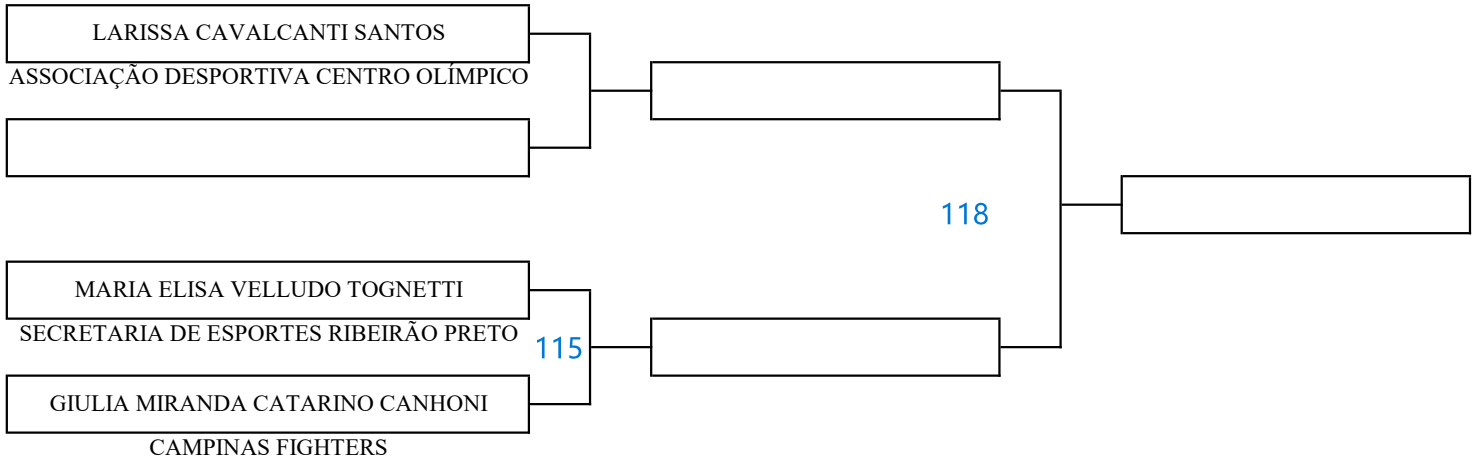 LARISSA CAVALCANTI SANTOS
ASSOCIAÇÃO DESPORTIVA CENTRO OLÍMPICO
118
MARIA ELISA VELLUDO TOGNETTI
SECRETARIA DE ESPORTES RIBEIRÃO PRETO
115
GIULIA MIRANDA CATARINO CANHONI
CAMPINAS FIGHTERS